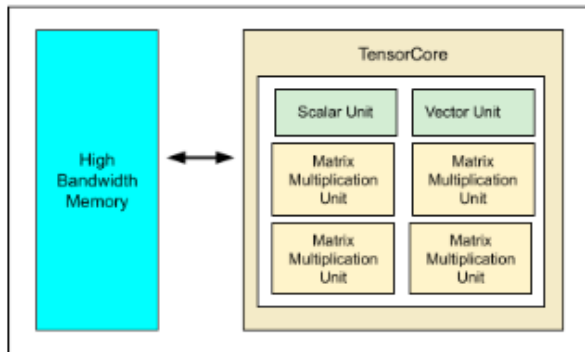 High
Bandwidth
Memory
TensorCore
Scalar Unit
Vector Unit
Matrix
Multiplication
Unit
Matrix
Multiplication
Unit
Matrix
Multiplication
Unit
Matrix
Multiplication
Unit